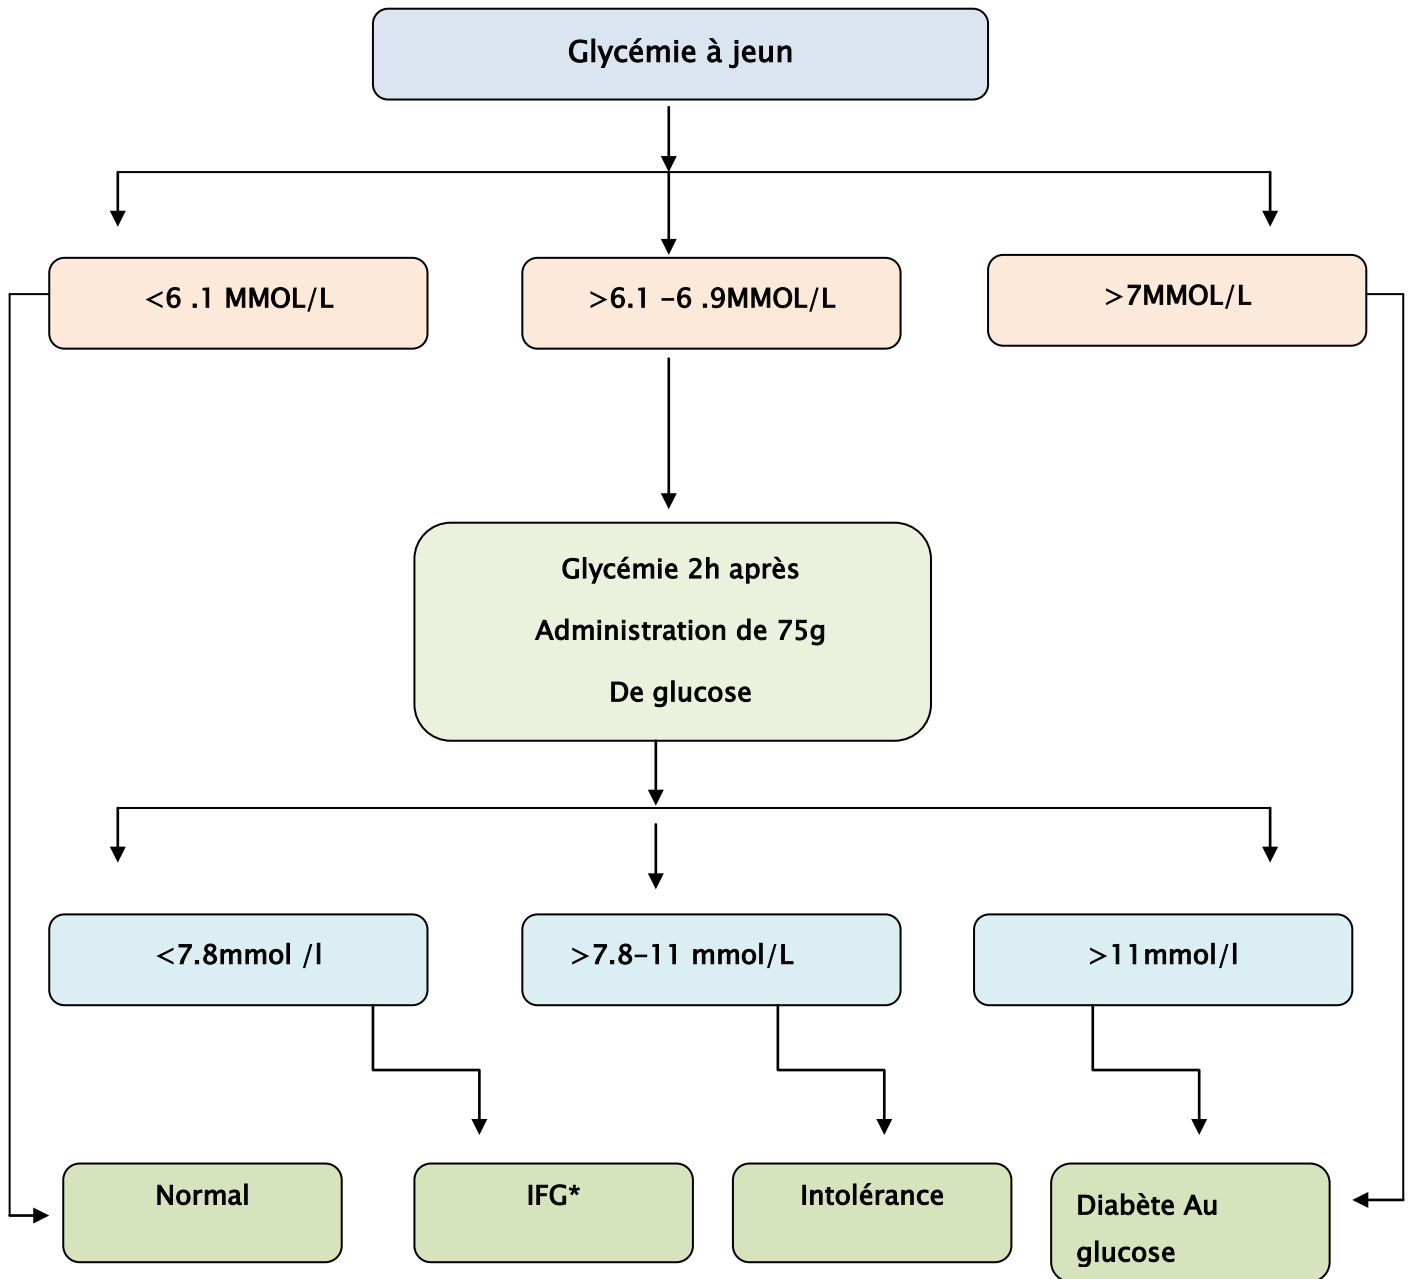 Glycémie à jeun
<6 .1 MMOL/L
>6.1 -6 .9MMOL/L
>7MMOL/L
Glycémie 2h après
Administration de 75g
De glucose
<7.8mmol /l
>7.8-11 mmol/L
>11mmol/l
Normal
IFG*
Intolérance
Diabète Au
glucose